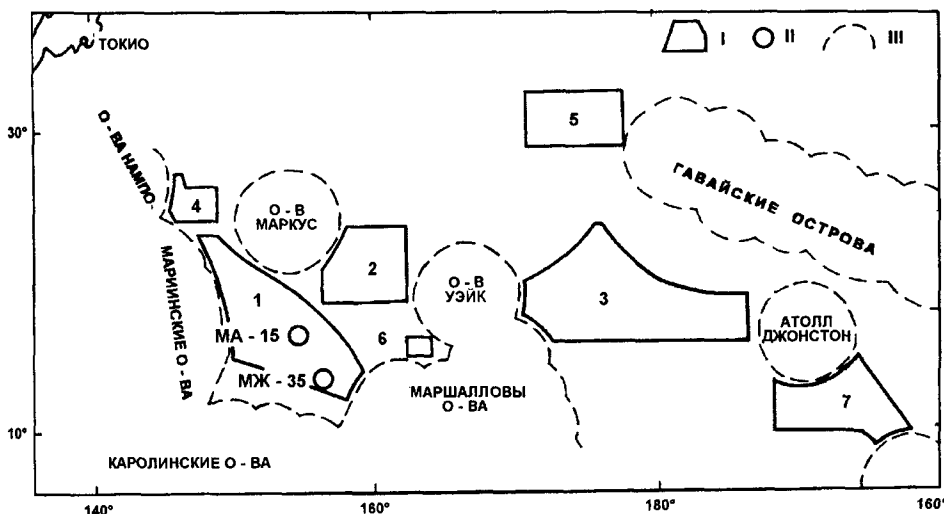 ТОКИО
I II III
5
30°
О - ВА НАМПО
ГАВАЙСКИЕ ОСТРОВА
4
О - В
МАРКУС
МАРИИНСКИЕ О - ВА
2
О - В
УЭЙК
1
3
МА - 15
6
АТОЛЛ
ДЖОНСТОН
МЖ - 35
МАРШАЛЛОВЫ
О - ВА
7
10°
КАРОЛИНСКИЕ О - ВА
140° 160° 180° 160°